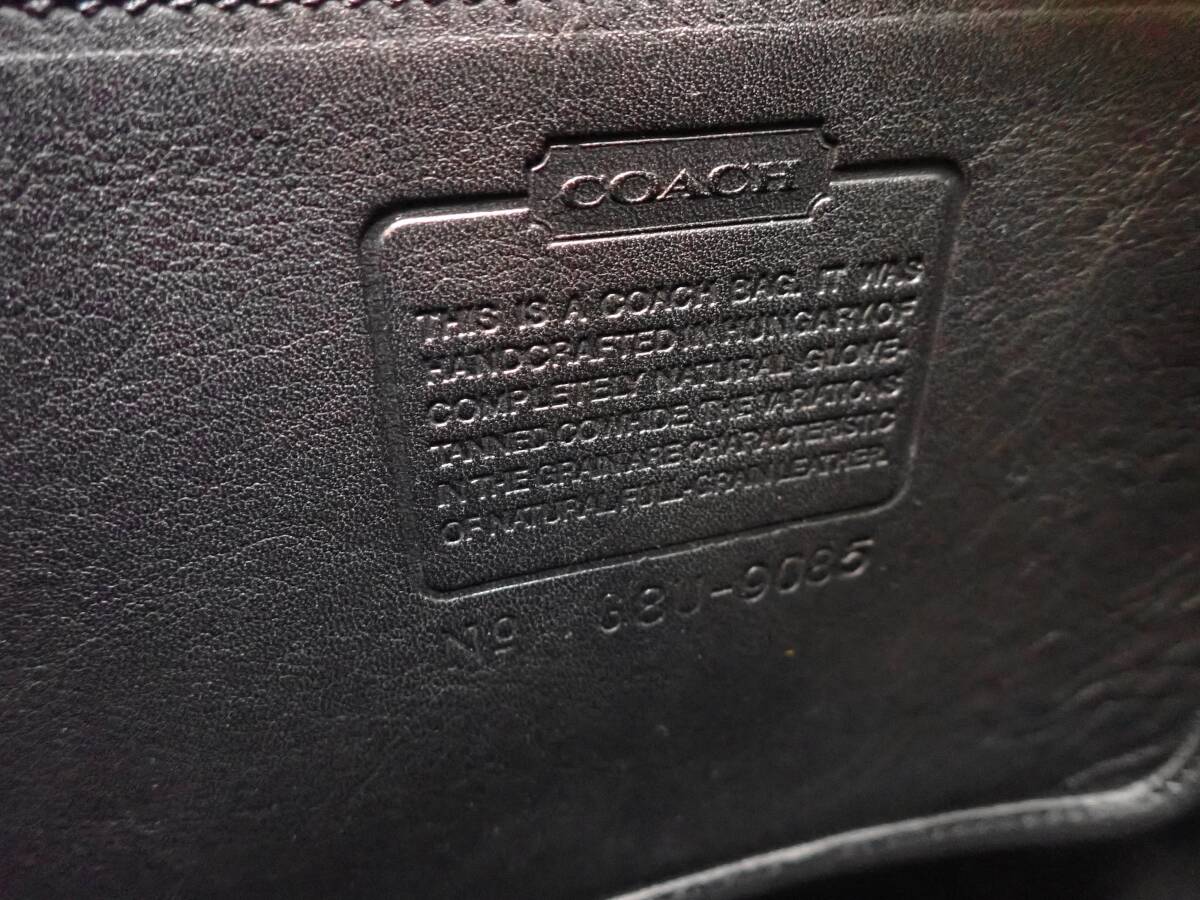 COACH
THIS IS A COACH BAG. IT WAS
HANDCRAFTED IN HUNGARY OF
COMPLETELY NATURAL GLOVE-
TANNED COWHIDE. THE VARIATIONS
IN THE GRAIN ARE CHARACTERISTIC
OF NATURAL FULL-GRAIN LEATHER.
No G8U-9085